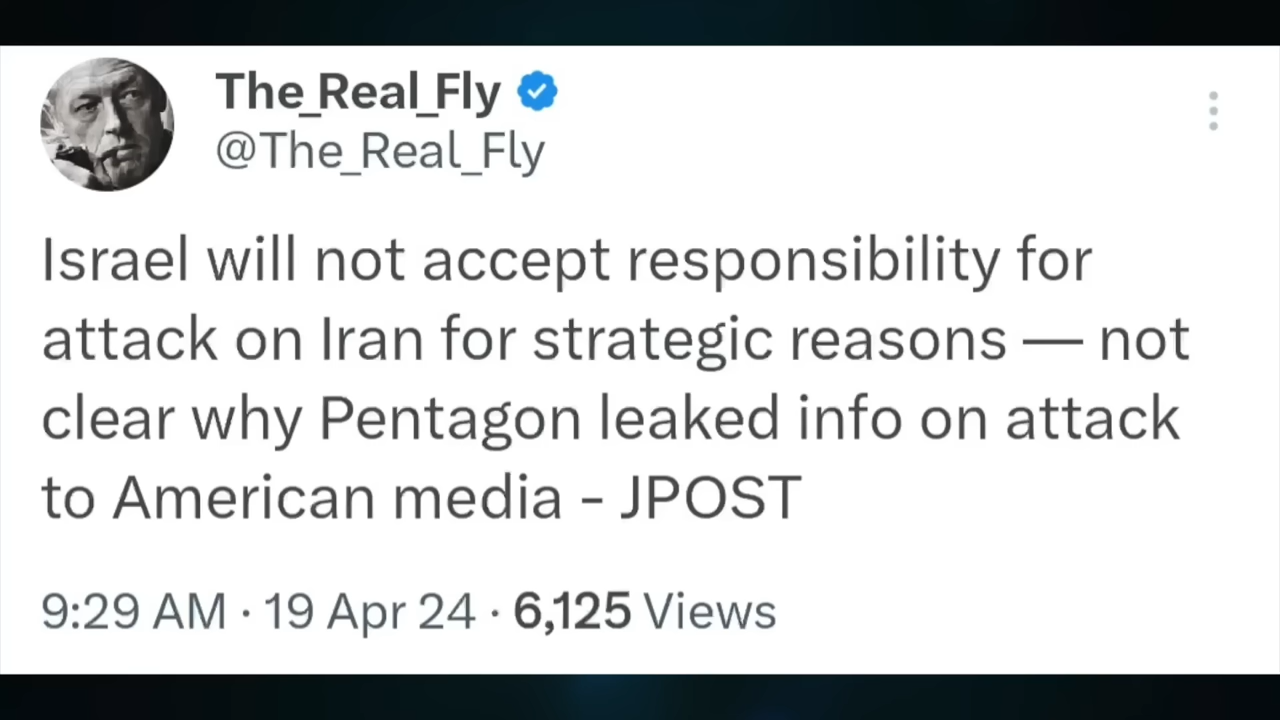 The_Real_Fly
@The_Real_Fly
Israel will not accept responsibility for
attack on Iran for strategic reasons — not
clear why Pentagon leaked info on attack
to American media - JPOST
9:29 AM · 19 Apr 24 · 6,125 Views